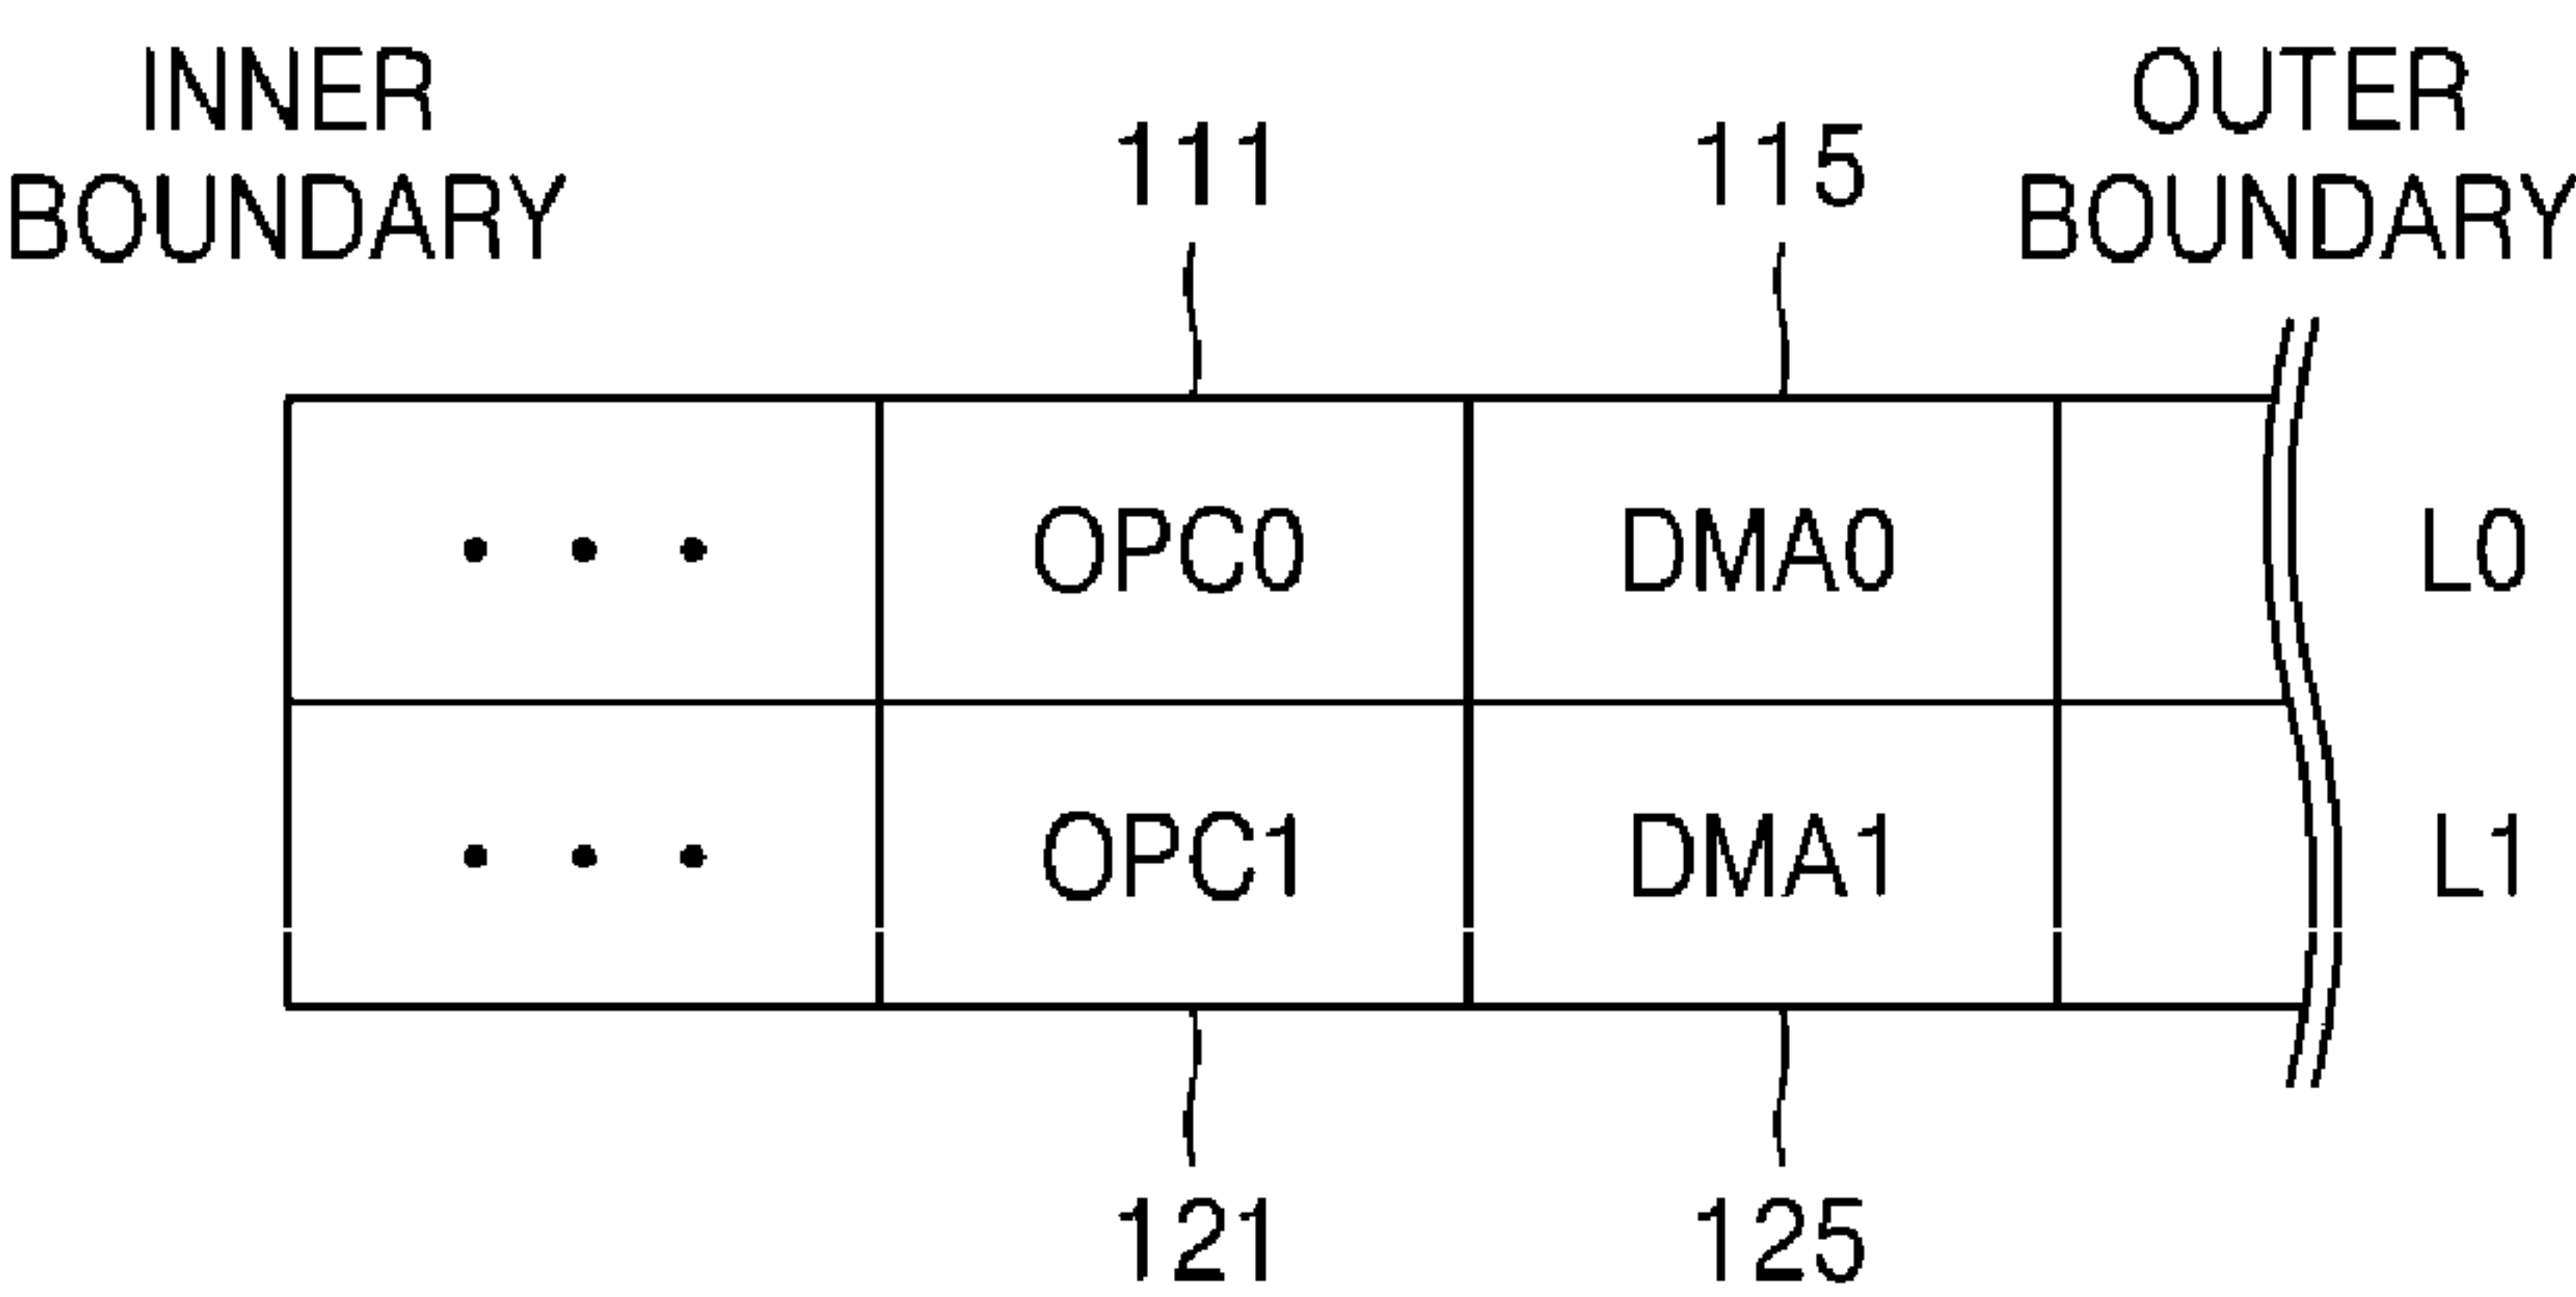 INNER
BOUNDARY
111
115
OUTER
BOUNDARY
• • •
OPC0
DMA0
L0
• • •
OPC1
DMA1
L1
121
125